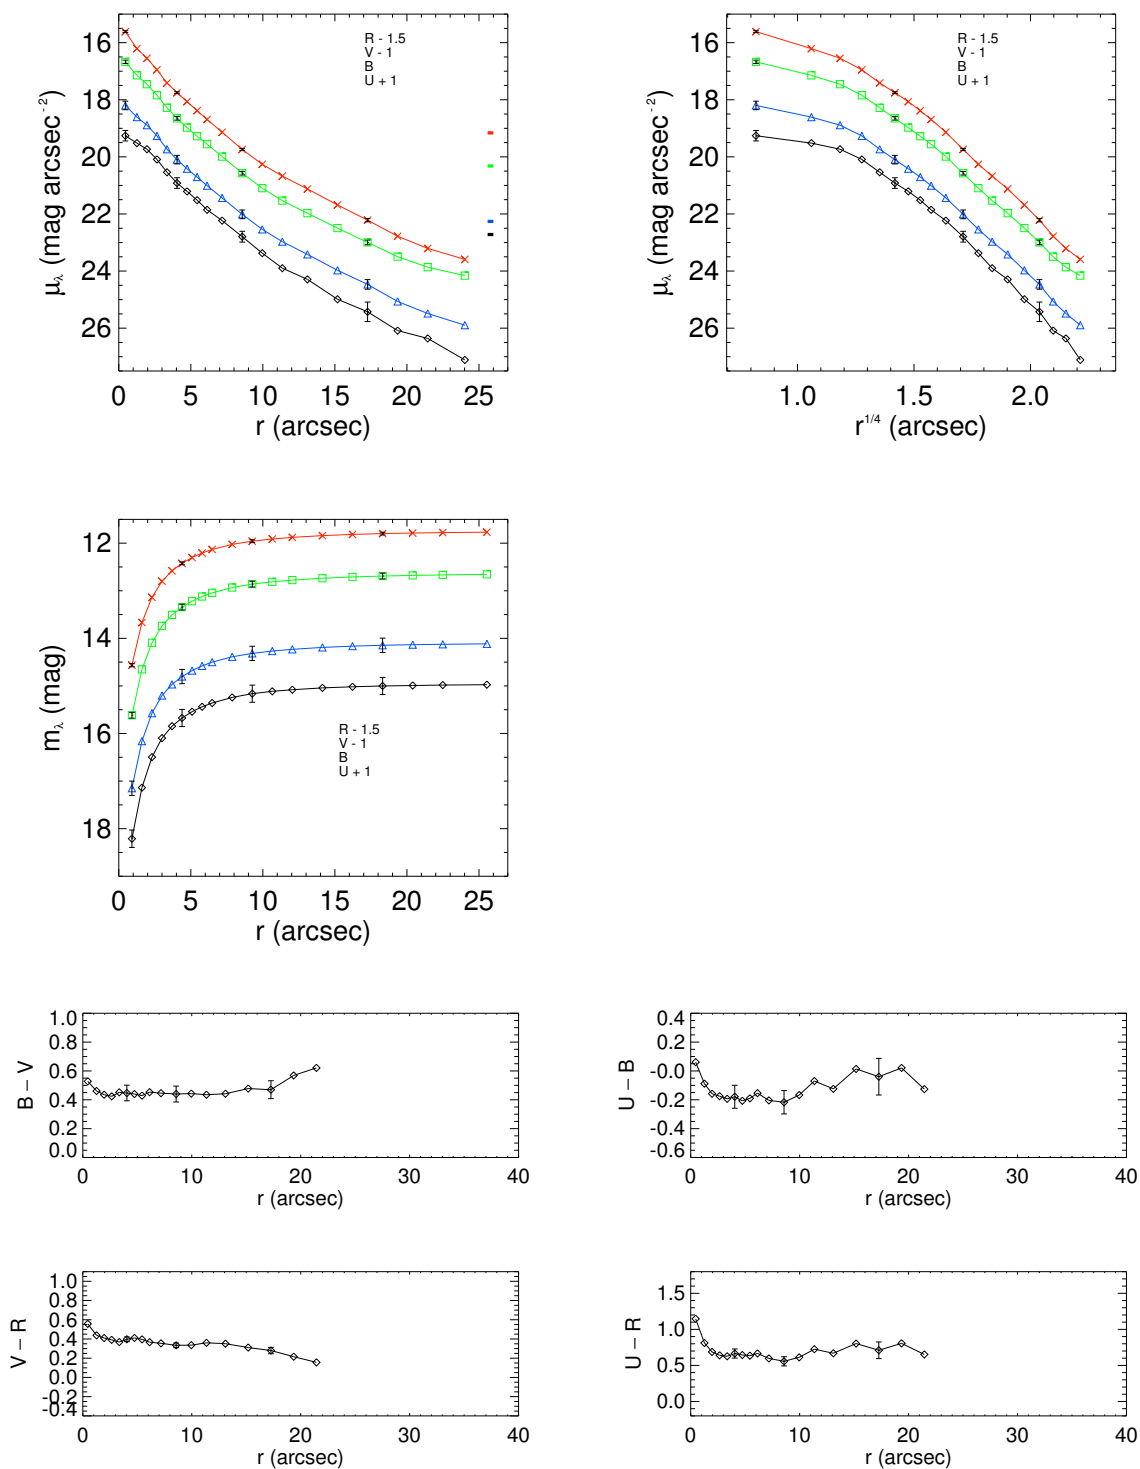 16
18
20
22
24
26
μλ (mag arcsec-2)
R - 1.5
V - 1
B
U + 1
0 5 10 15 20 25
r (arcsec)
16
18
20
22
24
26
μλ (mag arcsec-2)
R - 1.5
V - 1
B
U + 1
1.0 1.5 2.0
r1/4 (arcsec)
12
14
16
18
mλ (mag)
R - 1.5
V - 1
B
U + 1
0 5 10 15 20 25
r (arcsec)
1.0
0.8
0.6
0.4
0.2
0.0
B − V
0 10 20 30 40
r (arcsec)
0.4
0.2
-0.0
-0.2
-0.4
-0.6
U − B
0 10 20 30 40
r (arcsec)
1.0
0.8
0.6
0.4
0.2
0.0
-0.2
-0.4
V − R
0 10 20 30 40
r (arcsec)
1.5
1.0
0.5
0.0
U − R
0 10 20 30 40
r (arcsec)